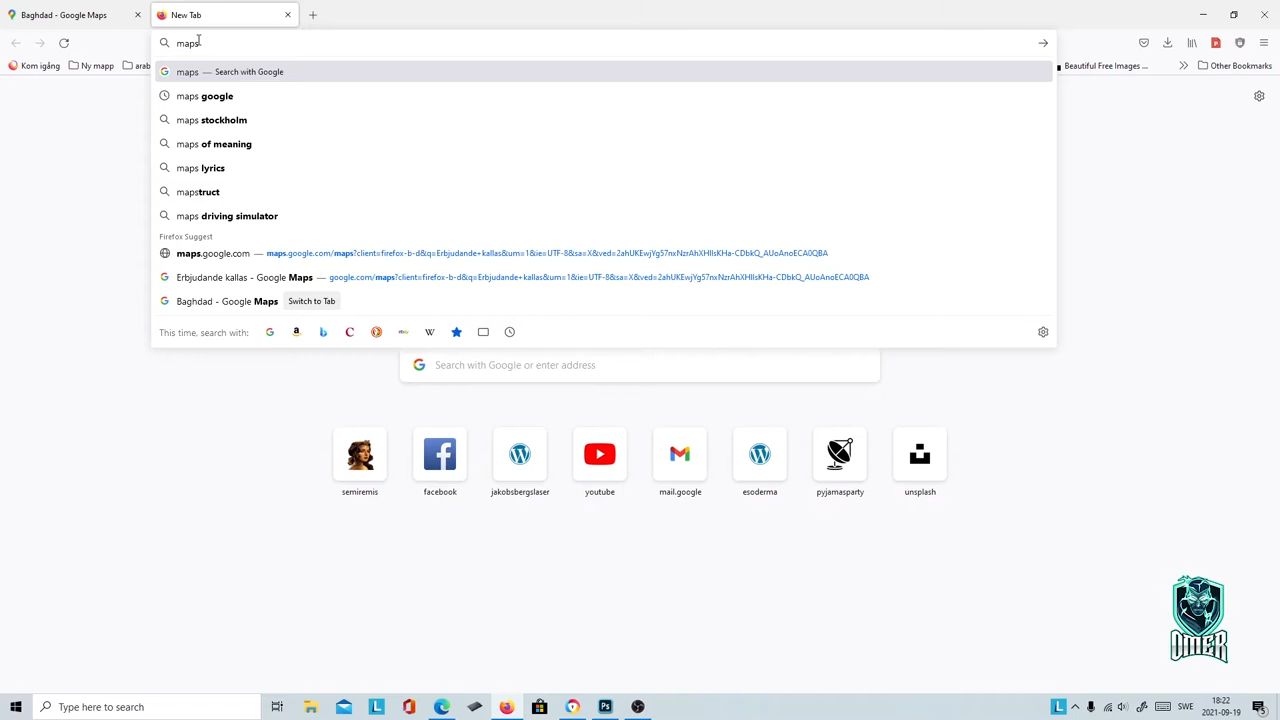 Baghdad - Google Maps
New Tab
maps
Kom igång
Ny mapp
arab
Beautiful Free Images ...
Other Bookmarks
maps — Search with Google
maps google
maps stockholm
maps of meaning
maps lyrics
mapstruct
maps driving simulator
Firefox Suggest
maps.google.com — maps.google.com/maps?client=firefox-b-d&q=Erbjudande+kallas&um=1&ie=UTF-8&sa=X&ved=2ahUKEwjYg57nxNzrAhXHIIsKHa-CDbkQ_AUoAnoECA0QBA
Erbjudande kallas - Google Maps — google.com/maps?client=firefox-b-d&q=Erbjudande+kallas&um=1&ie=UTF-8&sa=X&ved=2ahUKEwjYg57nxNzrAhXHIIsKHa-CDbkQ_AUoAnoECA0QBA
Baghdad - Google Maps Switch to Tab
This time, search with:
Search with Google or enter address
semiremis
facebook
jakobsbergslaser
youtube
mail.google
esoderma
pyjamasparty
unsplash
OMER
Type here to search
SWE
18:22
2021-09-19